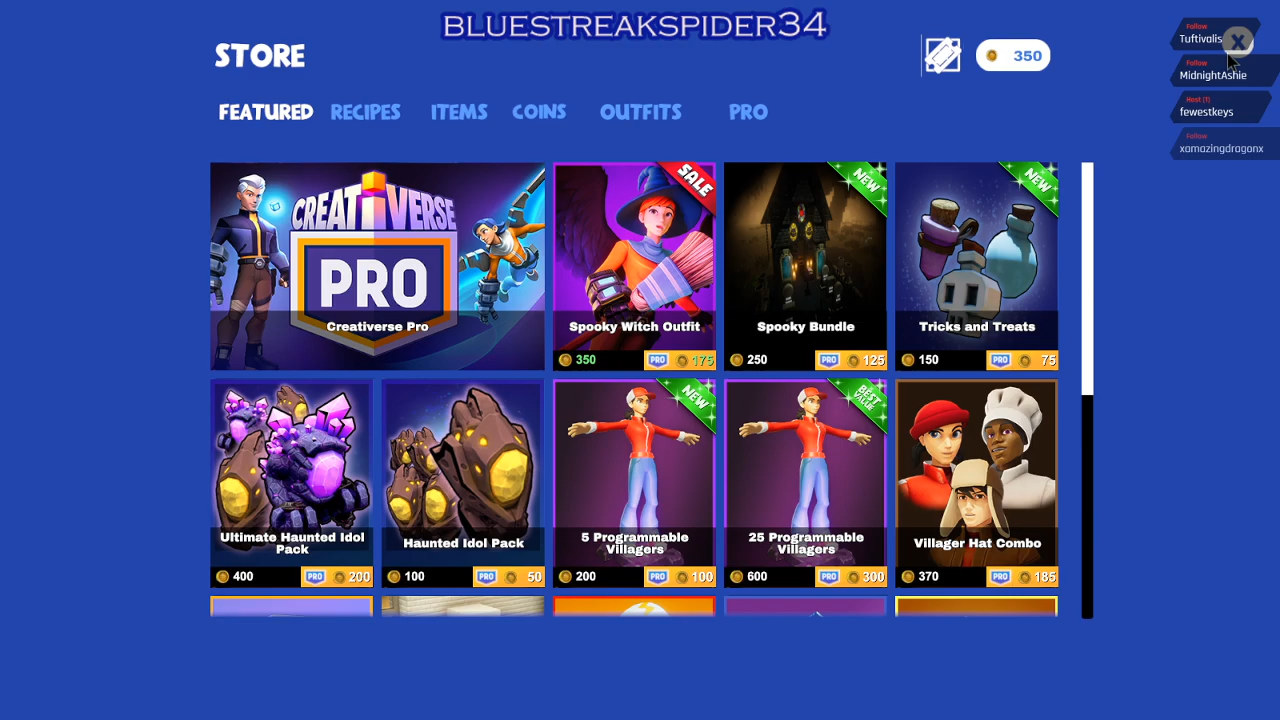 BLUESTREAKSPIDER34
STORE
350
Follow
Tuftivalis
X
Follow
MidnightAshie
Host (1)
fewestkeys
Follow
xamazingdragonx
FEATURED RECIPES ITEMS COINS OUTFITS PRO
CREATIVERSE
PRO
Creativerse Pro
SALE
Spooky Witch Outfit
350 PRO 175
NEW
Spooky Bundle
250 PRO 125
NEW
Tricks and Treats
150 PRO 75
Ultimate Haunted Idol
Pack
400 PRO 200
Haunted Idol Pack
100 PRO 50
NEW
5 Programmable
Villagers
200 PRO 100
BEST
VALUE
25 Programmable
Villagers
600 PRO 300
Villager Hat Combo
370 PRO 185